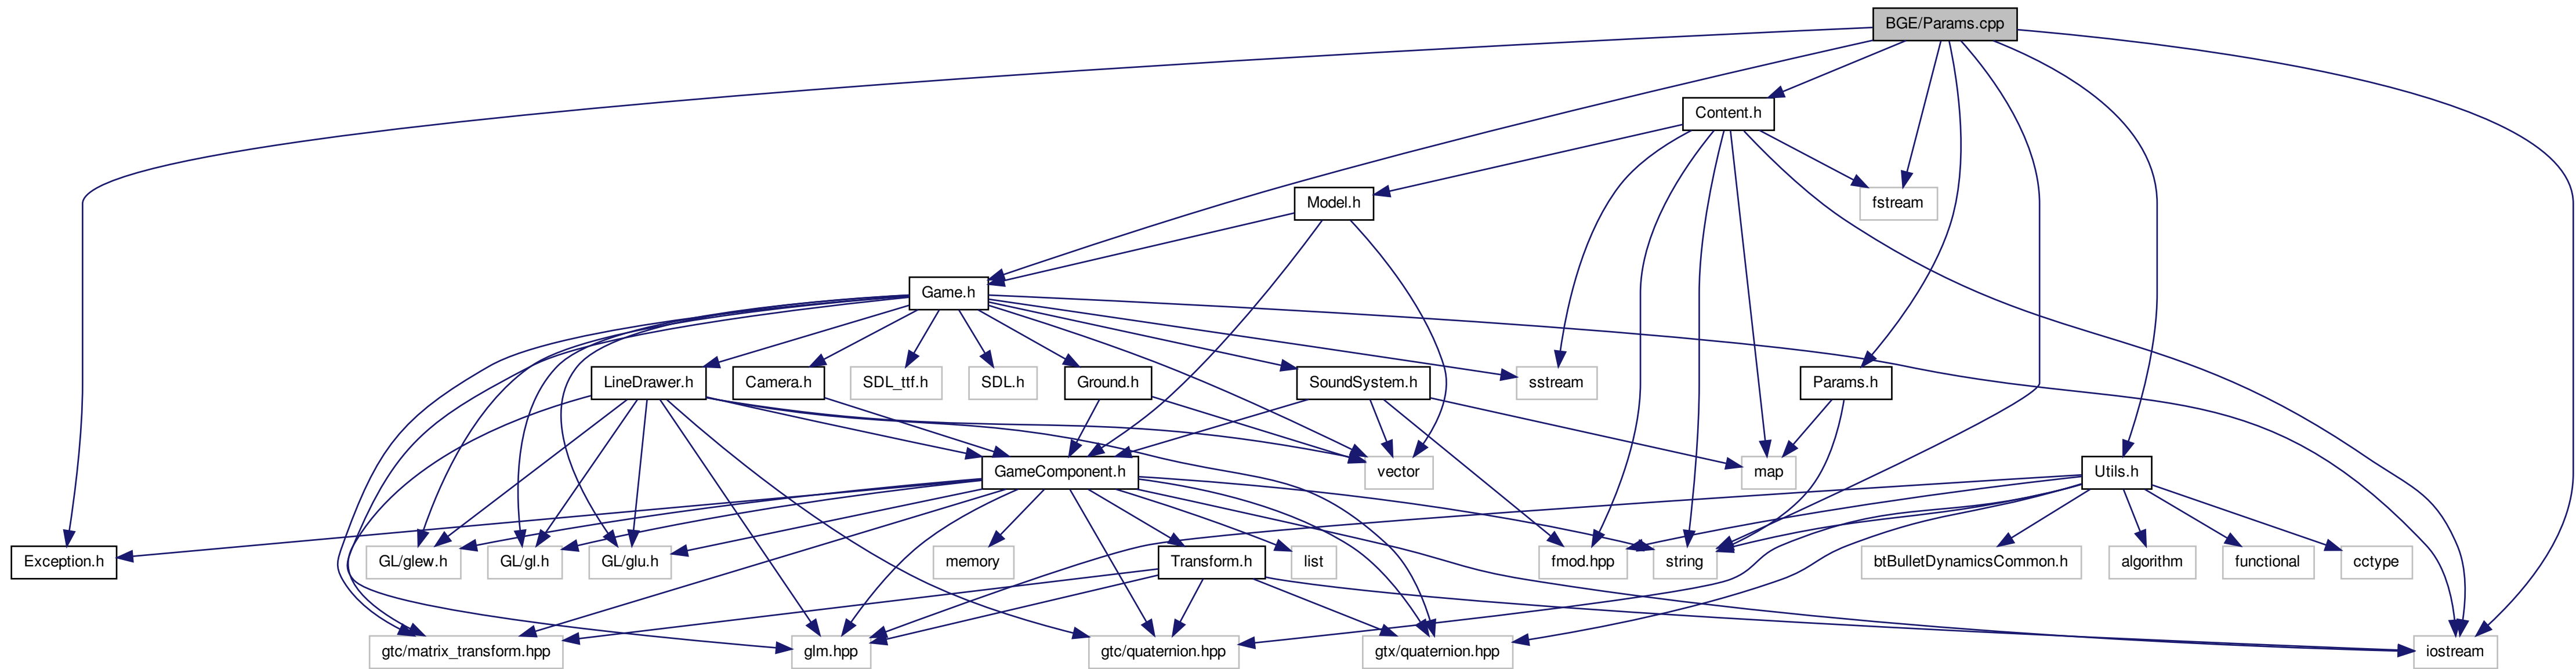 BGE/Params.cpp
Content.h
Model.h
fstream
Game.h
LineDrawer.h
Camera.h
SDL_ttf.h
SDL.h
Ground.h
SoundSystem.h
sstream
Params.h
GameComponent.h
vector
map
Utils.h
Exception.h
GL/glew.h
GL/gl.h
GL/glu.h
memory
Transform.h
list
fmod.hpp
string
btBulletDynamicsCommon.h
algorithm
functional
cctype
gtc/matrix_transform.hpp
glm.hpp
gtc/quaternion.hpp
gtx/quaternion.hpp
iostream